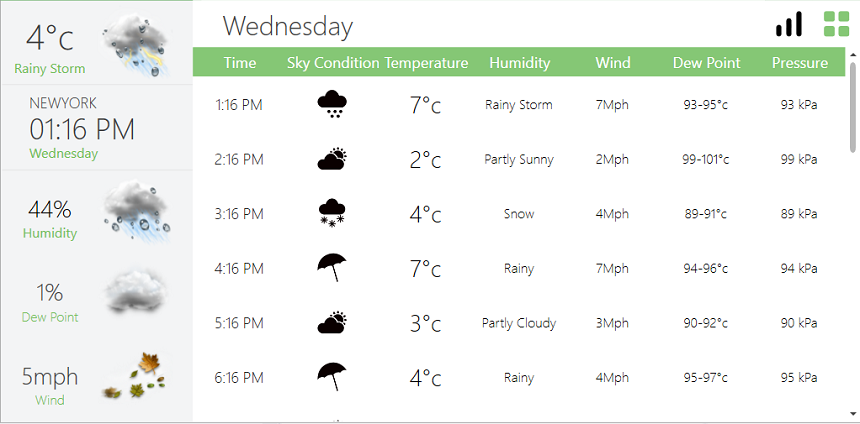 4°c
Rainy Storm
NEWYORK
01:16 PM
Wednesday
44%
Humidity
1%
Dew Point
5mph
Wind
Wednesday
Time Sky Condition Temperature Humidity Wind Dew Point Pressure
1:16 PM 7°c Rainy Storm 7Mph 93-95°c 93 kPa
2:16 PM 2°c Partly Sunny 2Mph 99-101°c 99 kPa
3:16 PM 4°c Snow 4Mph 89-91°c 89 kPa
4:16 PM 7°c Rainy 7Mph 94-96°c 94 kPa
5:16 PM 3°c Partly Cloudy 3Mph 90-92°c 90 kPa
6:16 PM 4°c Rainy 4Mph 95-97°c 95 kPa